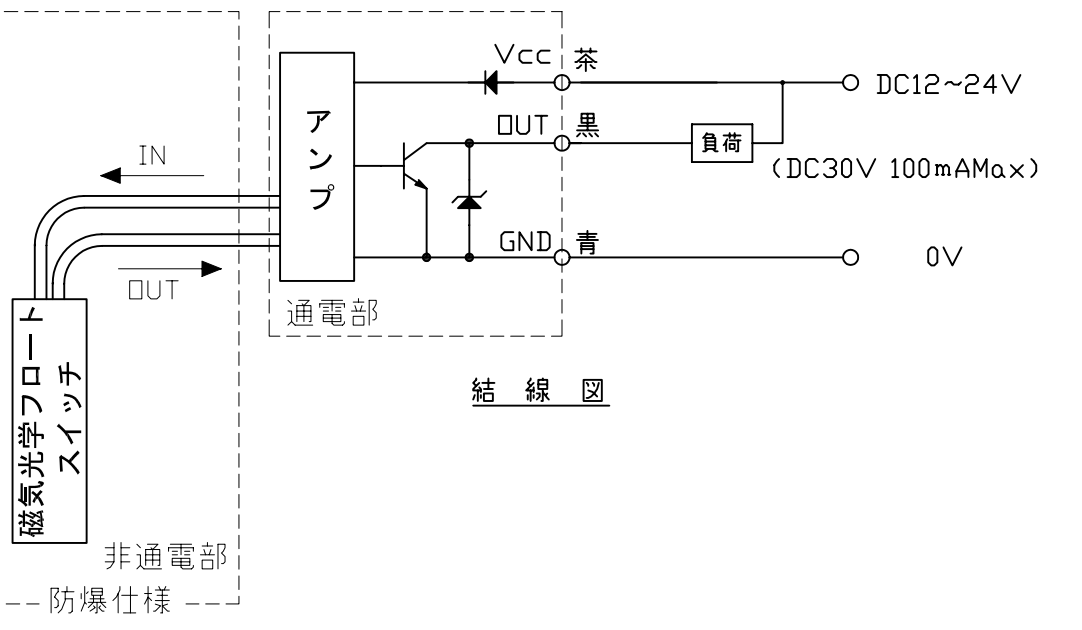 Vcc 茶
DC12~24V
アンプ
OUT 黒
負荷
(DC30V 100mAMax)
IN
GND 青
0V
OUT
通電部
結線図
磁気光学フロート
スイッチ
非通電部
防爆仕様